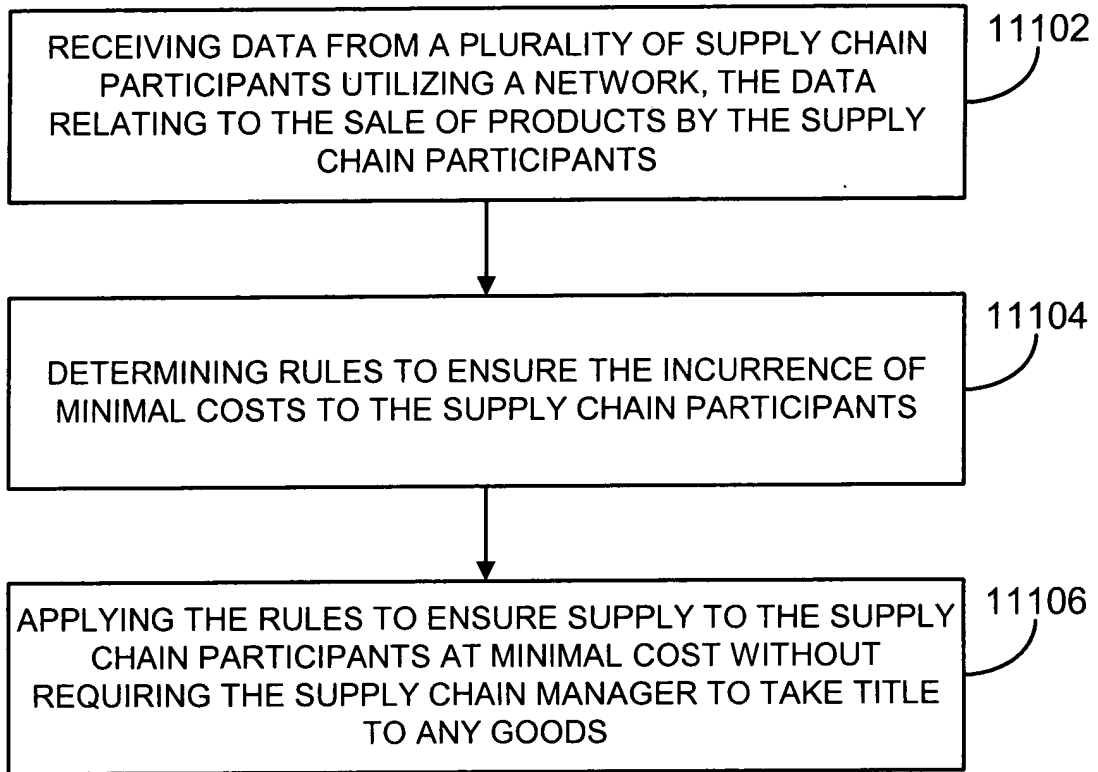 RECEIVING DATA FROM A PLURALITY OF SUPPLY CHAIN
PARTICIPANTS UTILIZING A NETWORK, THE DATA
RELATING TO THE SALE OF PRODUCTS BY THE SUPPLY
CHAIN PARTICIPANTS
11102
DETERMINING RULES TO ENSURE THE INCURRENCE OF
MINIMAL COSTS TO THE SUPPLY CHAIN PARTICIPANTS
11104
APPLYING THE RULES TO ENSURE SUPPLY TO THE SUPPLY
CHAIN PARTICIPANTS AT MINIMAL COST WITHOUT
REQUIRING THE SUPPLY CHAIN MANAGER TO TAKE TITLE
TO ANY GOODS
11106